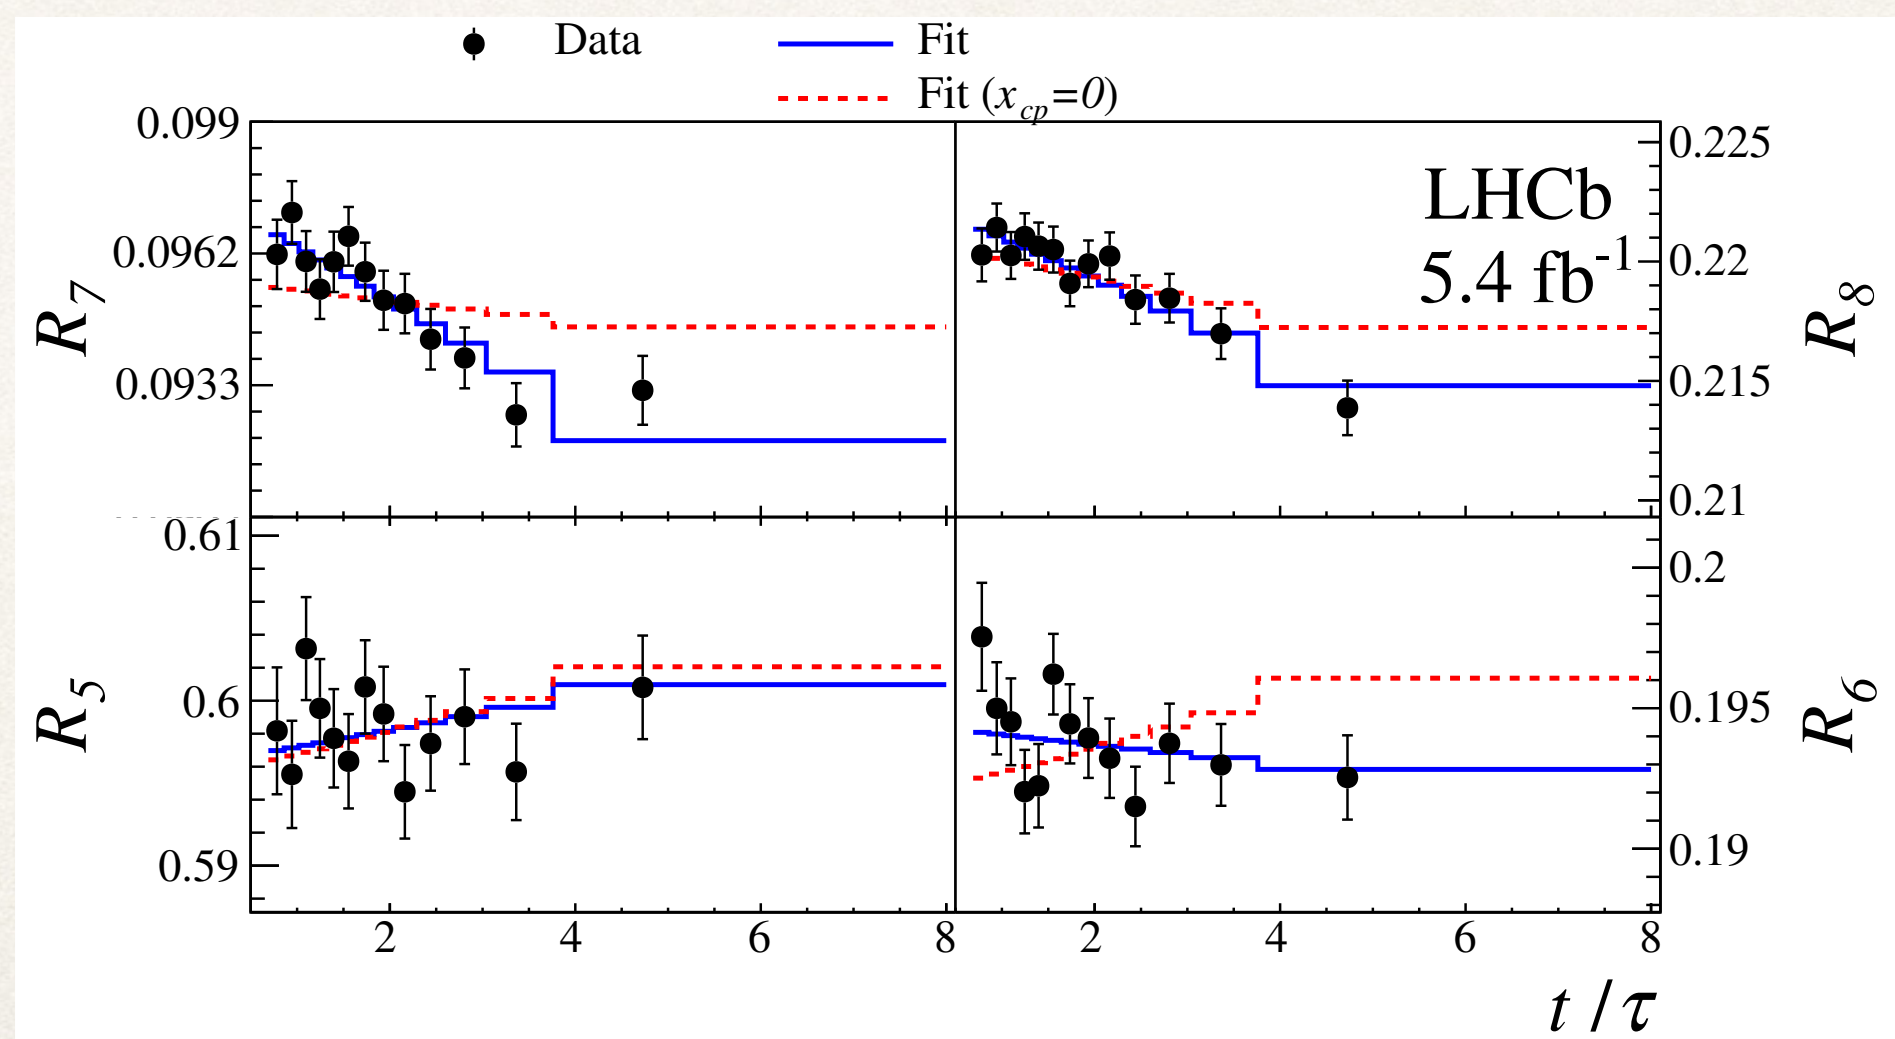 Data
Fit
Fit (x_cp=0)
0.099
0.0962
0.0933
R_7
LHCb
5.4 fb^-1
0.225
0.22
0.215
0.21
R_8
0.61
0.6
0.59
R_5
0.2
0.195
0.19
R_6
2 4 6 8 2 4 6 8
t / τ